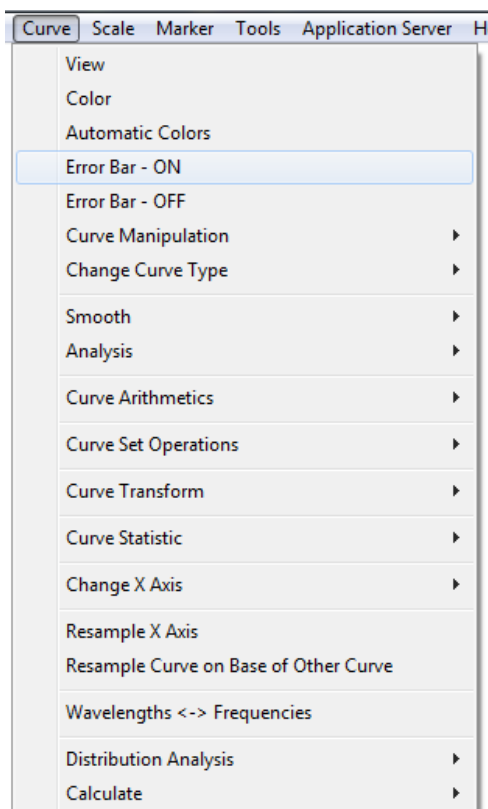 Curve Scale Marker Tools Application Server H
View
Color
Automatic Colors
Error Bar - ON
Error Bar - OFF
Curve Manipulation
Change Curve Type
Smooth
Analysis
Curve Arithmetics
Curve Set Operations
Curve Transform
Curve Statistic
Change X Axis
Resample X Axis
Resample Curve on Base of Other Curve
Wavelengths <-> Frequencies
Distribution Analysis
Calculate